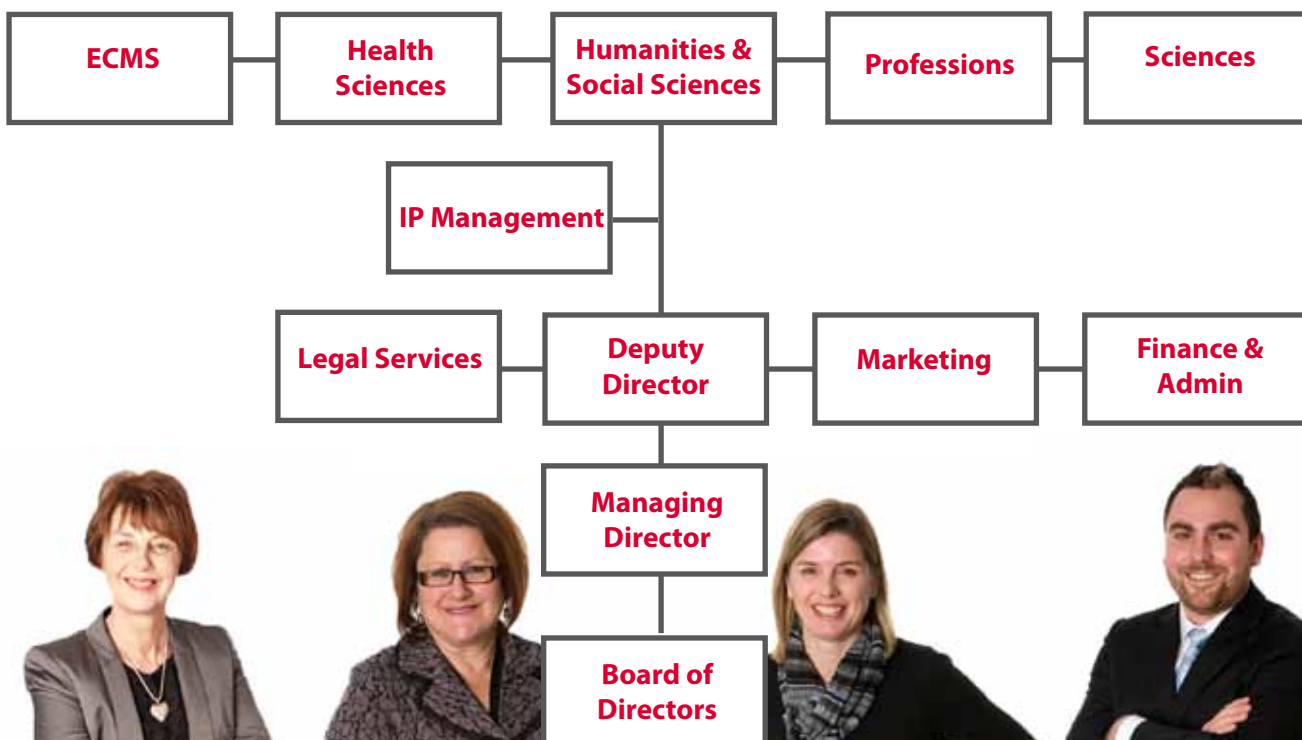 ECMS
Health
Sciences
Humanities &
Social Sciences
Professions
Sciences
IP Management
Legal Services
Deputy
Director
Marketing
Finance &
Admin
Managing
Director
Board of
Directors